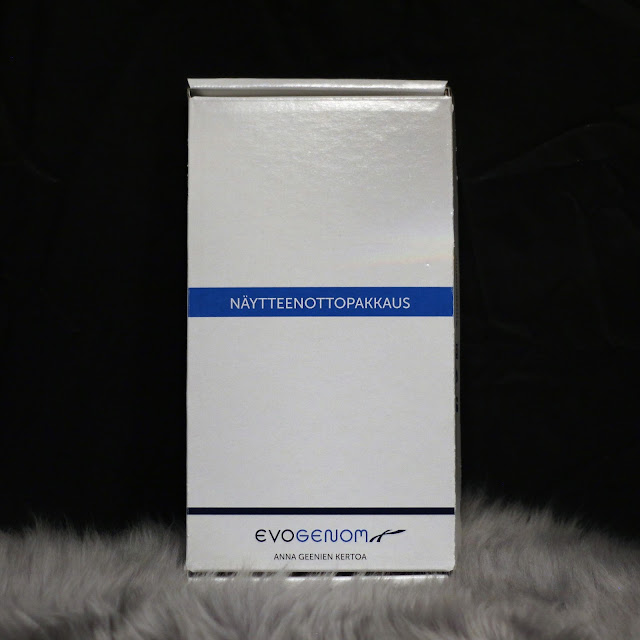 NÄYTTEENOTTOPAKKAUS
EVOGENOM
ANNA GEENIEN KERTOA